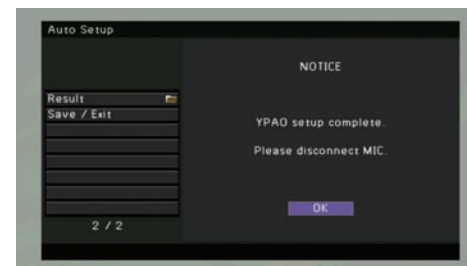 Auto Setup
NOTICE
Result
Save / Exit
YPAO setup complete.
Please disconnect MIC.
OK
2 / 2